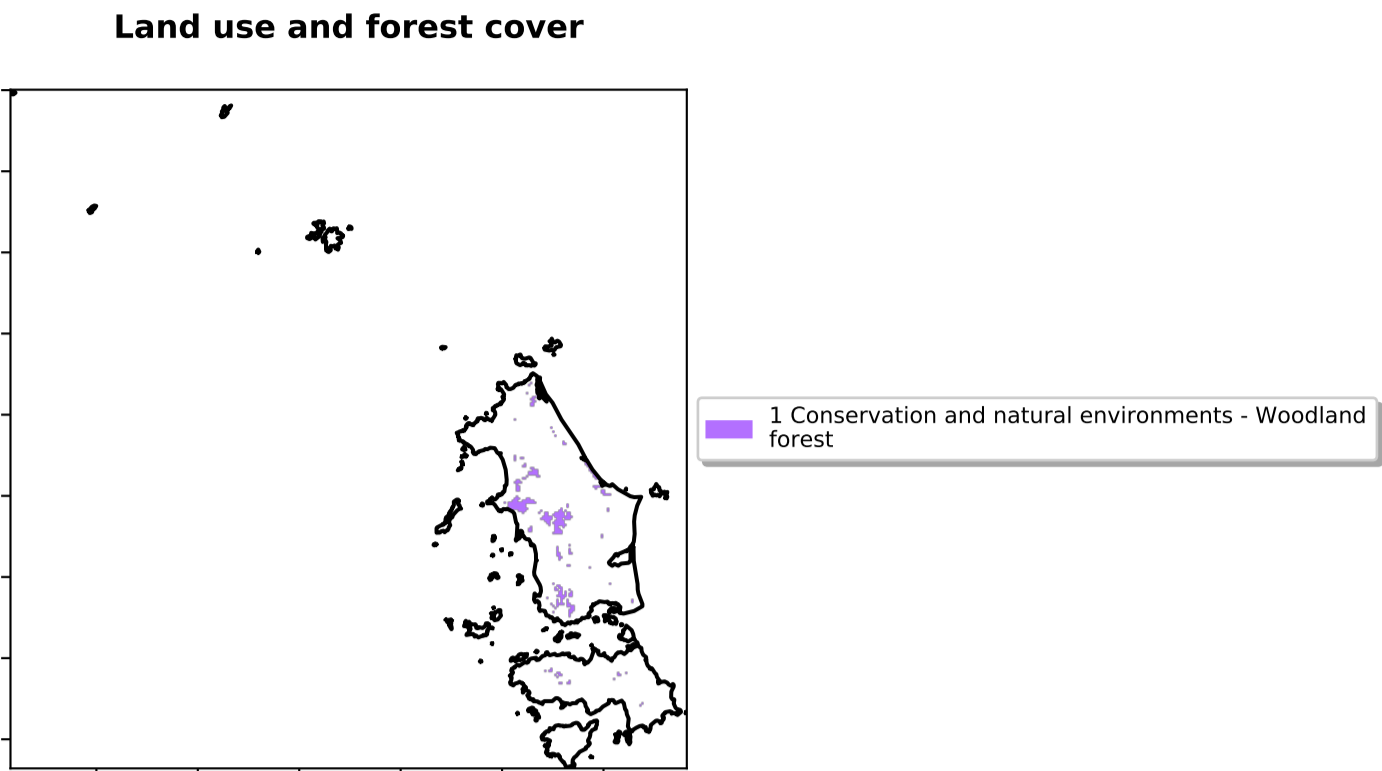 Land use and forest cover
1 Conservation and natural environments - Woodland
forest